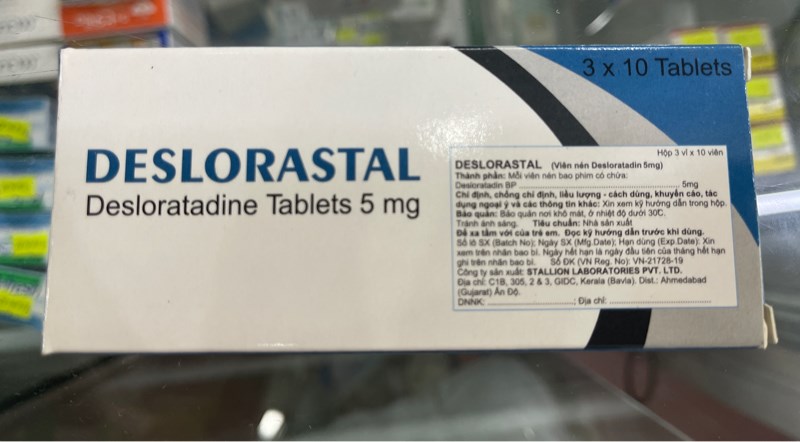 3 x 10 Tablets
DESLORASTAL
Desloratadine Tablets 5 mg
Hộp 3 vỉ x 10 viên
DESLORASTAL (Viên nén Desloratadin 5mg)
Thành phần: Mỗi viên nén bao phim có chứa:
Desloratadin BP ........................................ 5mg
Chỉ định, chống chỉ định, liều lượng - cách dùng, khuyến cáo, tác
dụng ngoại ý và các thông tin khác: Xin xem kỹ hướng dẫn trong hộp.
Bảo quản: Bảo quản nơi khô mát, ở nhiệt độ dưới 30C.
Tránh ánh sáng. Tiêu chuẩn: Nhà sản xuất
Để xa tầm với của trẻ em. Đọc kỹ hướng dẫn trước khi dùng.
Số lô SX (Batch No); Ngày SX (Mfg.Date); Hạn dùng (Exp.Date): Xin
xem trên nhãn bao bì. Ngày hết hạn là ngày đầu tiên của tháng hết hạn
ghi trên nhãn bao bì. Số ĐK (VN Reg. No): VN-21728-19
Công ty sản xuất: STALLION LABORATORIES PVT. LTD.
Địa chỉ: C1B, 305, 2 & 3, GIDC, Kerala (Bavla). Dist.: Ahmedabad
(Gujarat) Ấn Độ.
DNNK: ........................; Địa chỉ: ............................